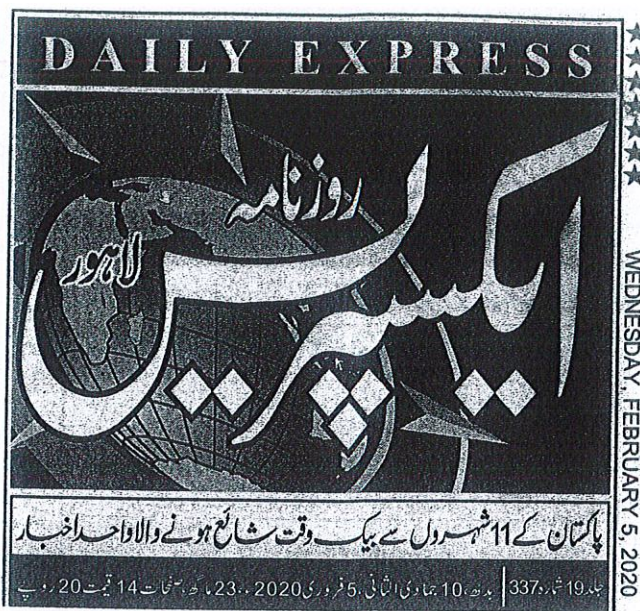 DAILY EXPRESS
روزنامہ
ایکسپریس
لاہور
پاکستان کے 11 شہروں سے بیک وقت شائع ہونے والا واحد اخبار
جلد 19 شمارہ 337 بدھ، 10 جمادی الثانی، 5 فروری 2020ء، 23 ماگھ، صفحات 14 قیمت 20 روپے
WEDNESDAY, FEBRUARY 5, 2020